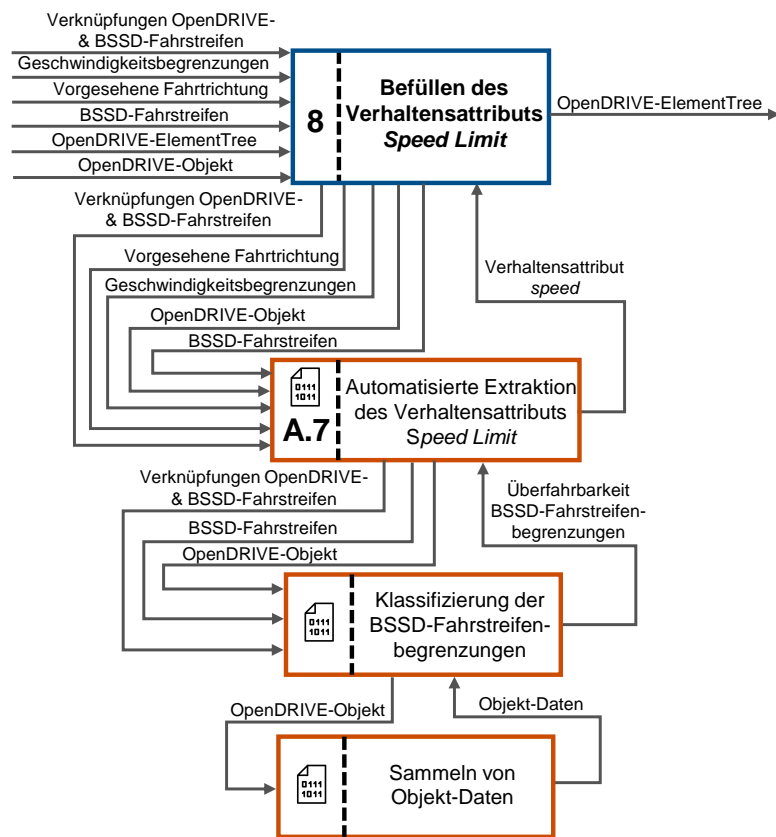 Verknüpfungen OpenDRIVE-
& BSSD-Fahrstreifen
Geschwindigkeitsbegrenzungen
Vorgesehene Fahrtrichtung
BSSD-Fahrstreifen
OpenDRIVE-ElementTree
OpenDRIVE-Objekt
8
Befüllen des
Verhaltensattributs
Speed Limit
OpenDRIVE-ElementTree
Verknüpfungen OpenDRIVE-
& BSSD-Fahrstreifen
Vorgesehene Fahrtrichtung
Geschwindigkeitsbegrenzungen
OpenDRIVE-Objekt
BSSD-Fahrstreifen
Verhaltensattribut
speed
0111
1011
A.7
Automatisierte Extraktion
des Verhaltensattributs
Speed Limit
Verknüpfungen OpenDRIVE-
& BSSD-Fahrstreifen
BSSD-Fahrstreifen
OpenDRIVE-Objekt
Überfahrbarkeit
BSSD-Fahrstreifen-
begrenzungen
0111
1011
Klassifizierung der
BSSD-Fahrstreifen-
begrenzungen
OpenDRIVE-Objekt
Objekt-Daten
0111
1011
Sammeln von
Objekt-Daten